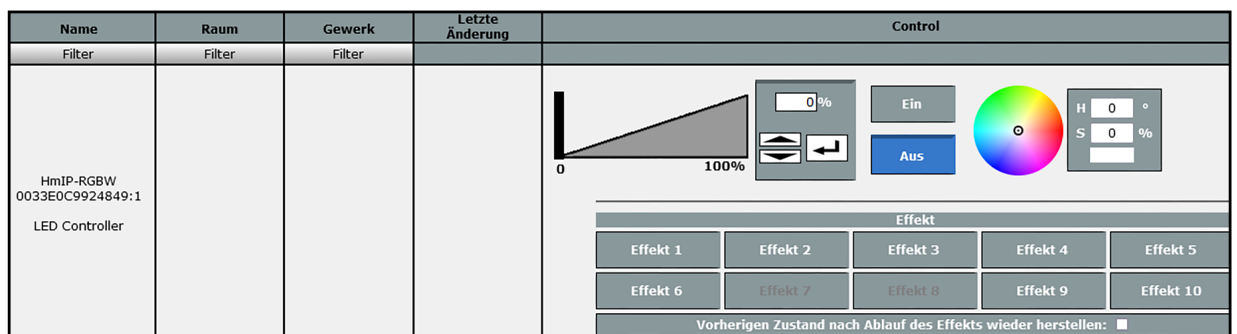 Name Raum Gewerk Letzte Änderung Control
Filter Filter Filter
0 100%
0 %
Ein
Aus
H 0 °
S 0 %
HmIP-RGBW
0033E0C9924849:1
LED Controller
Effekt
Effekt 1 Effekt 2 Effekt 3 Effekt 4 Effekt 5
Effekt 6 Effekt 7 Effekt 8 Effekt 9 Effekt 10
Vorherigen Zustand nach Ablauf des Effekts wieder herstellen: